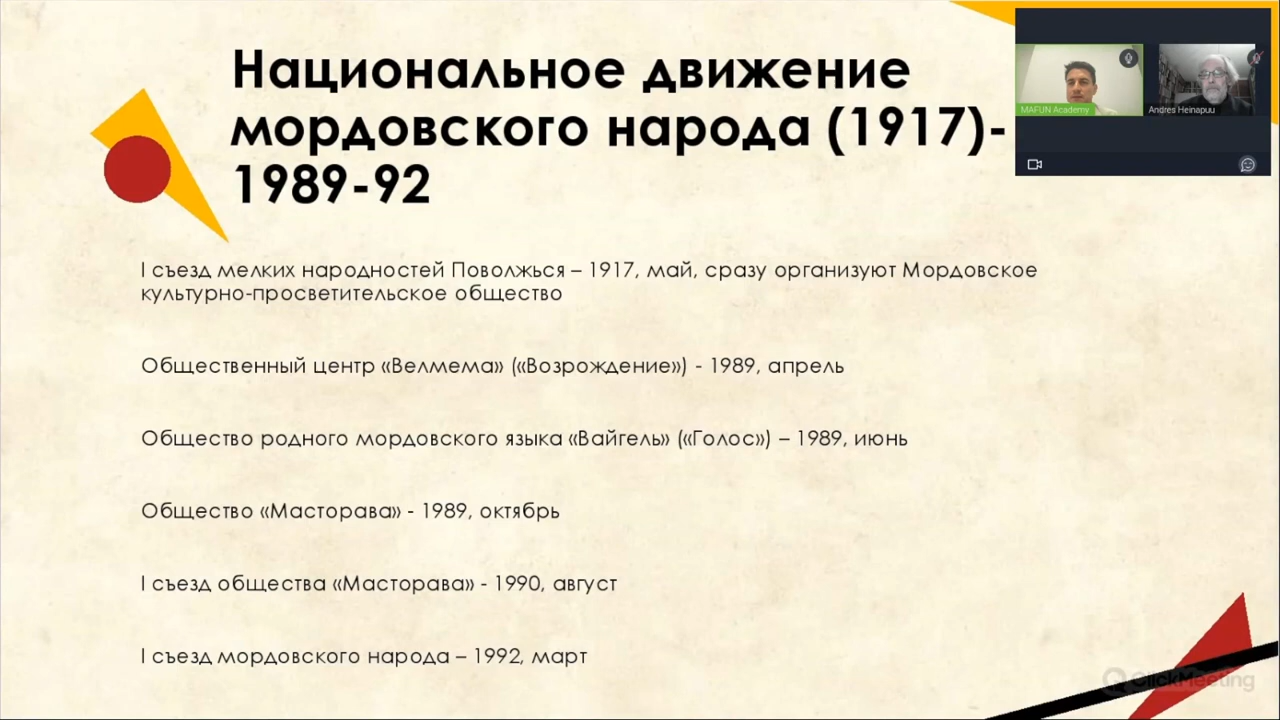 Национальное движение
мордовского народа (1917)-
1989-92
MAFUN Academy
Andres Heinapuu
I съезд мелких народностей Поволжься – 1917, май, сразу организуют Мордовское
культурно-просветительское общество
Общественный центр «Велмема» («Возрождение») - 1989, апрель
Общество родного мордовского языка «Вайгель» («Голос») – 1989, июнь
Общество «Масторава» - 1989, октябрь
I съезд общества «Масторава» - 1990, август
I съезд мордовского народа – 1992, март
ClickMeeting